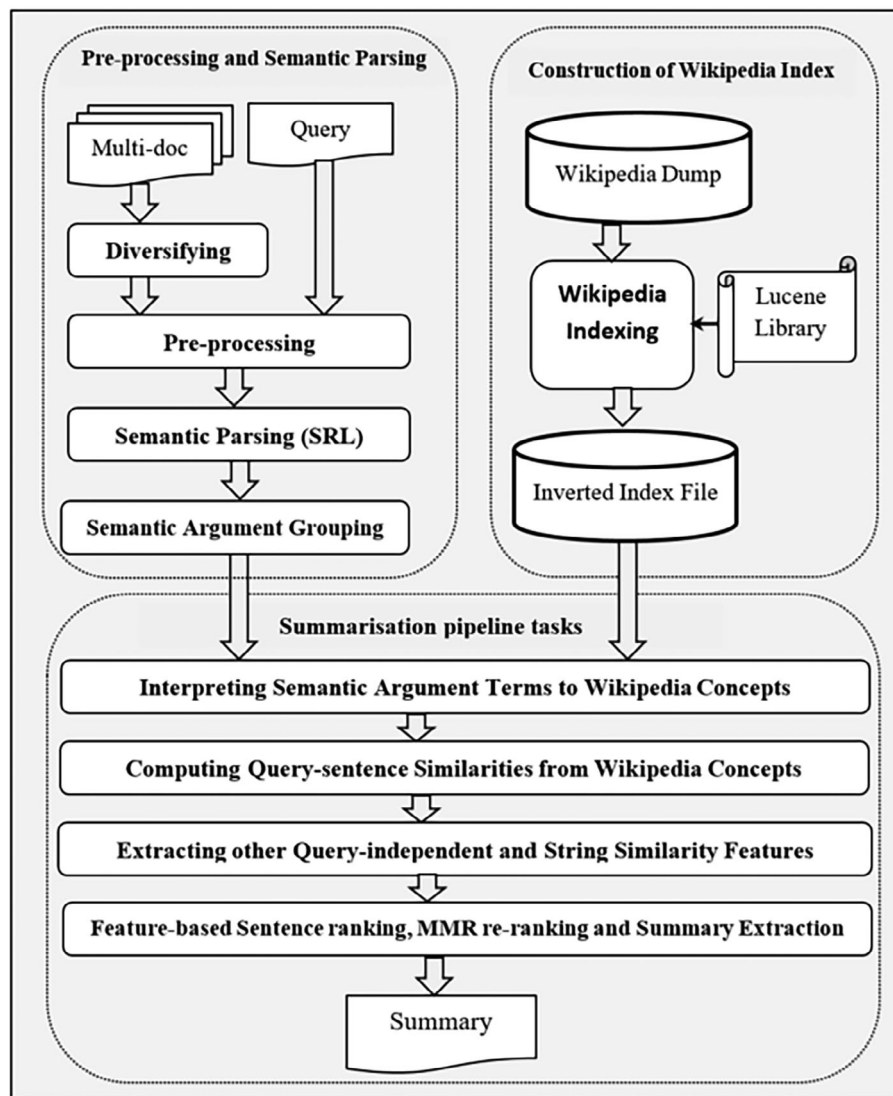 Pre-processing and Semantic Parsing
Multi-doc
Query
Diversifying
Pre-processing
Semantic Parsing (SRL)
Semantic Argument Grouping
Construction of Wikipedia Index
Wikipedia Dump
Wikipedia
Indexing
Lucene
Library
Inverted Index File
Summarisation pipeline tasks
Interpreting Semantic Argument Terms to Wikipedia Concepts
Computing Query-sentence Similarities from Wikipedia Concepts
Extracting other Query-independent and String Similarity Features
Feature-based Sentence ranking, MMR re-ranking and Summary Extraction
Summary